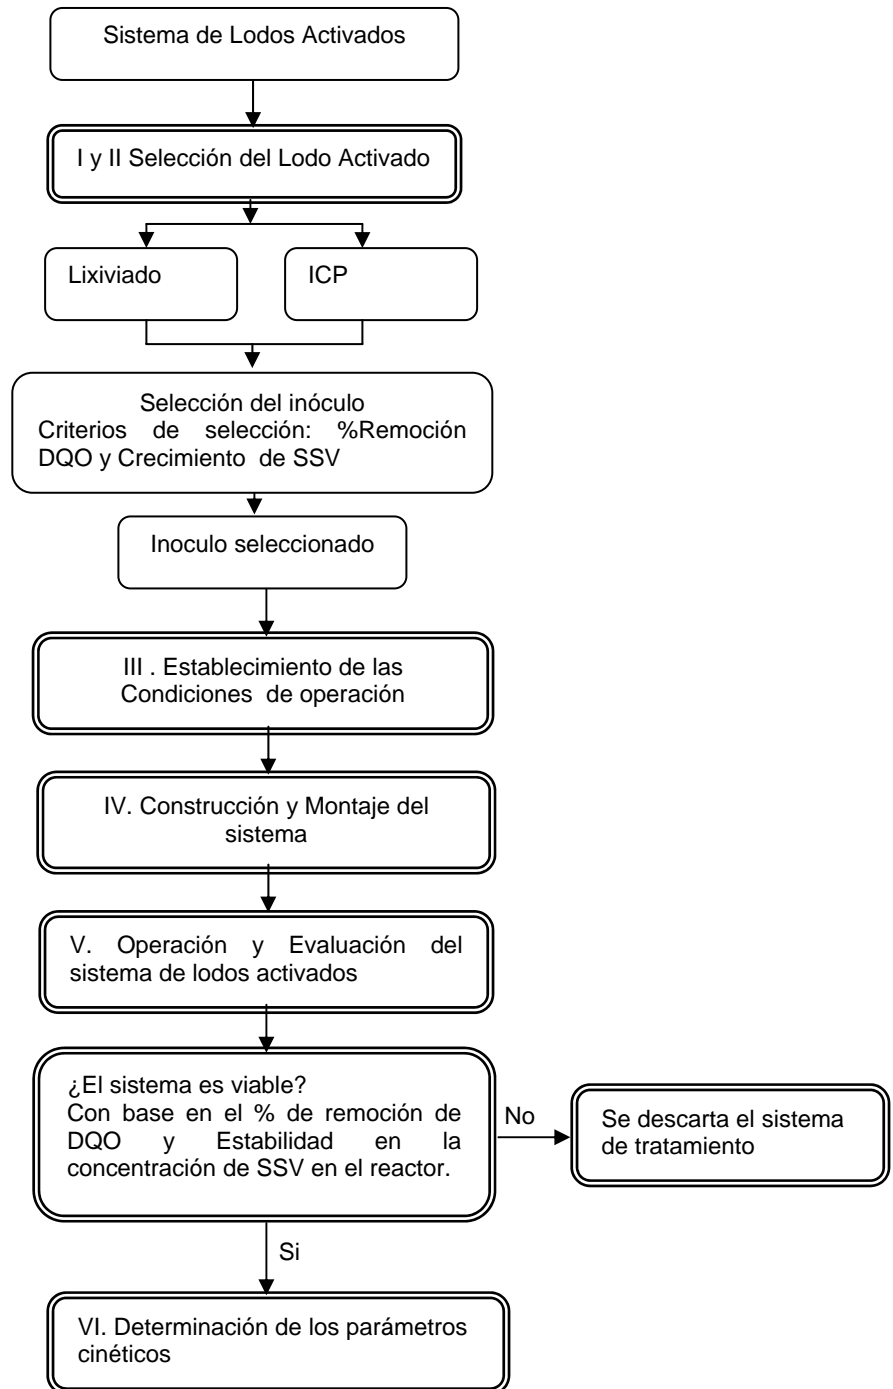 Sistema de Lodos Activados
I y II Selección del Lodo Activado
Lixiviado
ICP
Selección del inóculo
Criterios de selección: %Remoción
DQO y Crecimiento de SSV
Inoculo seleccionado
III . Establecimiento de las
Condiciones de operación
IV. Construcción y Montaje del
sistema
V. Operación y Evaluación del
sistema de lodos activados
¿El sistema es viable?
Con base en el % de remoción de
DQO y Estabilidad en la
concentración de SSV en el reactor.
No
Se descarta el sistema
de tratamiento
Si
VI. Determinación de los parámetros
cinéticos